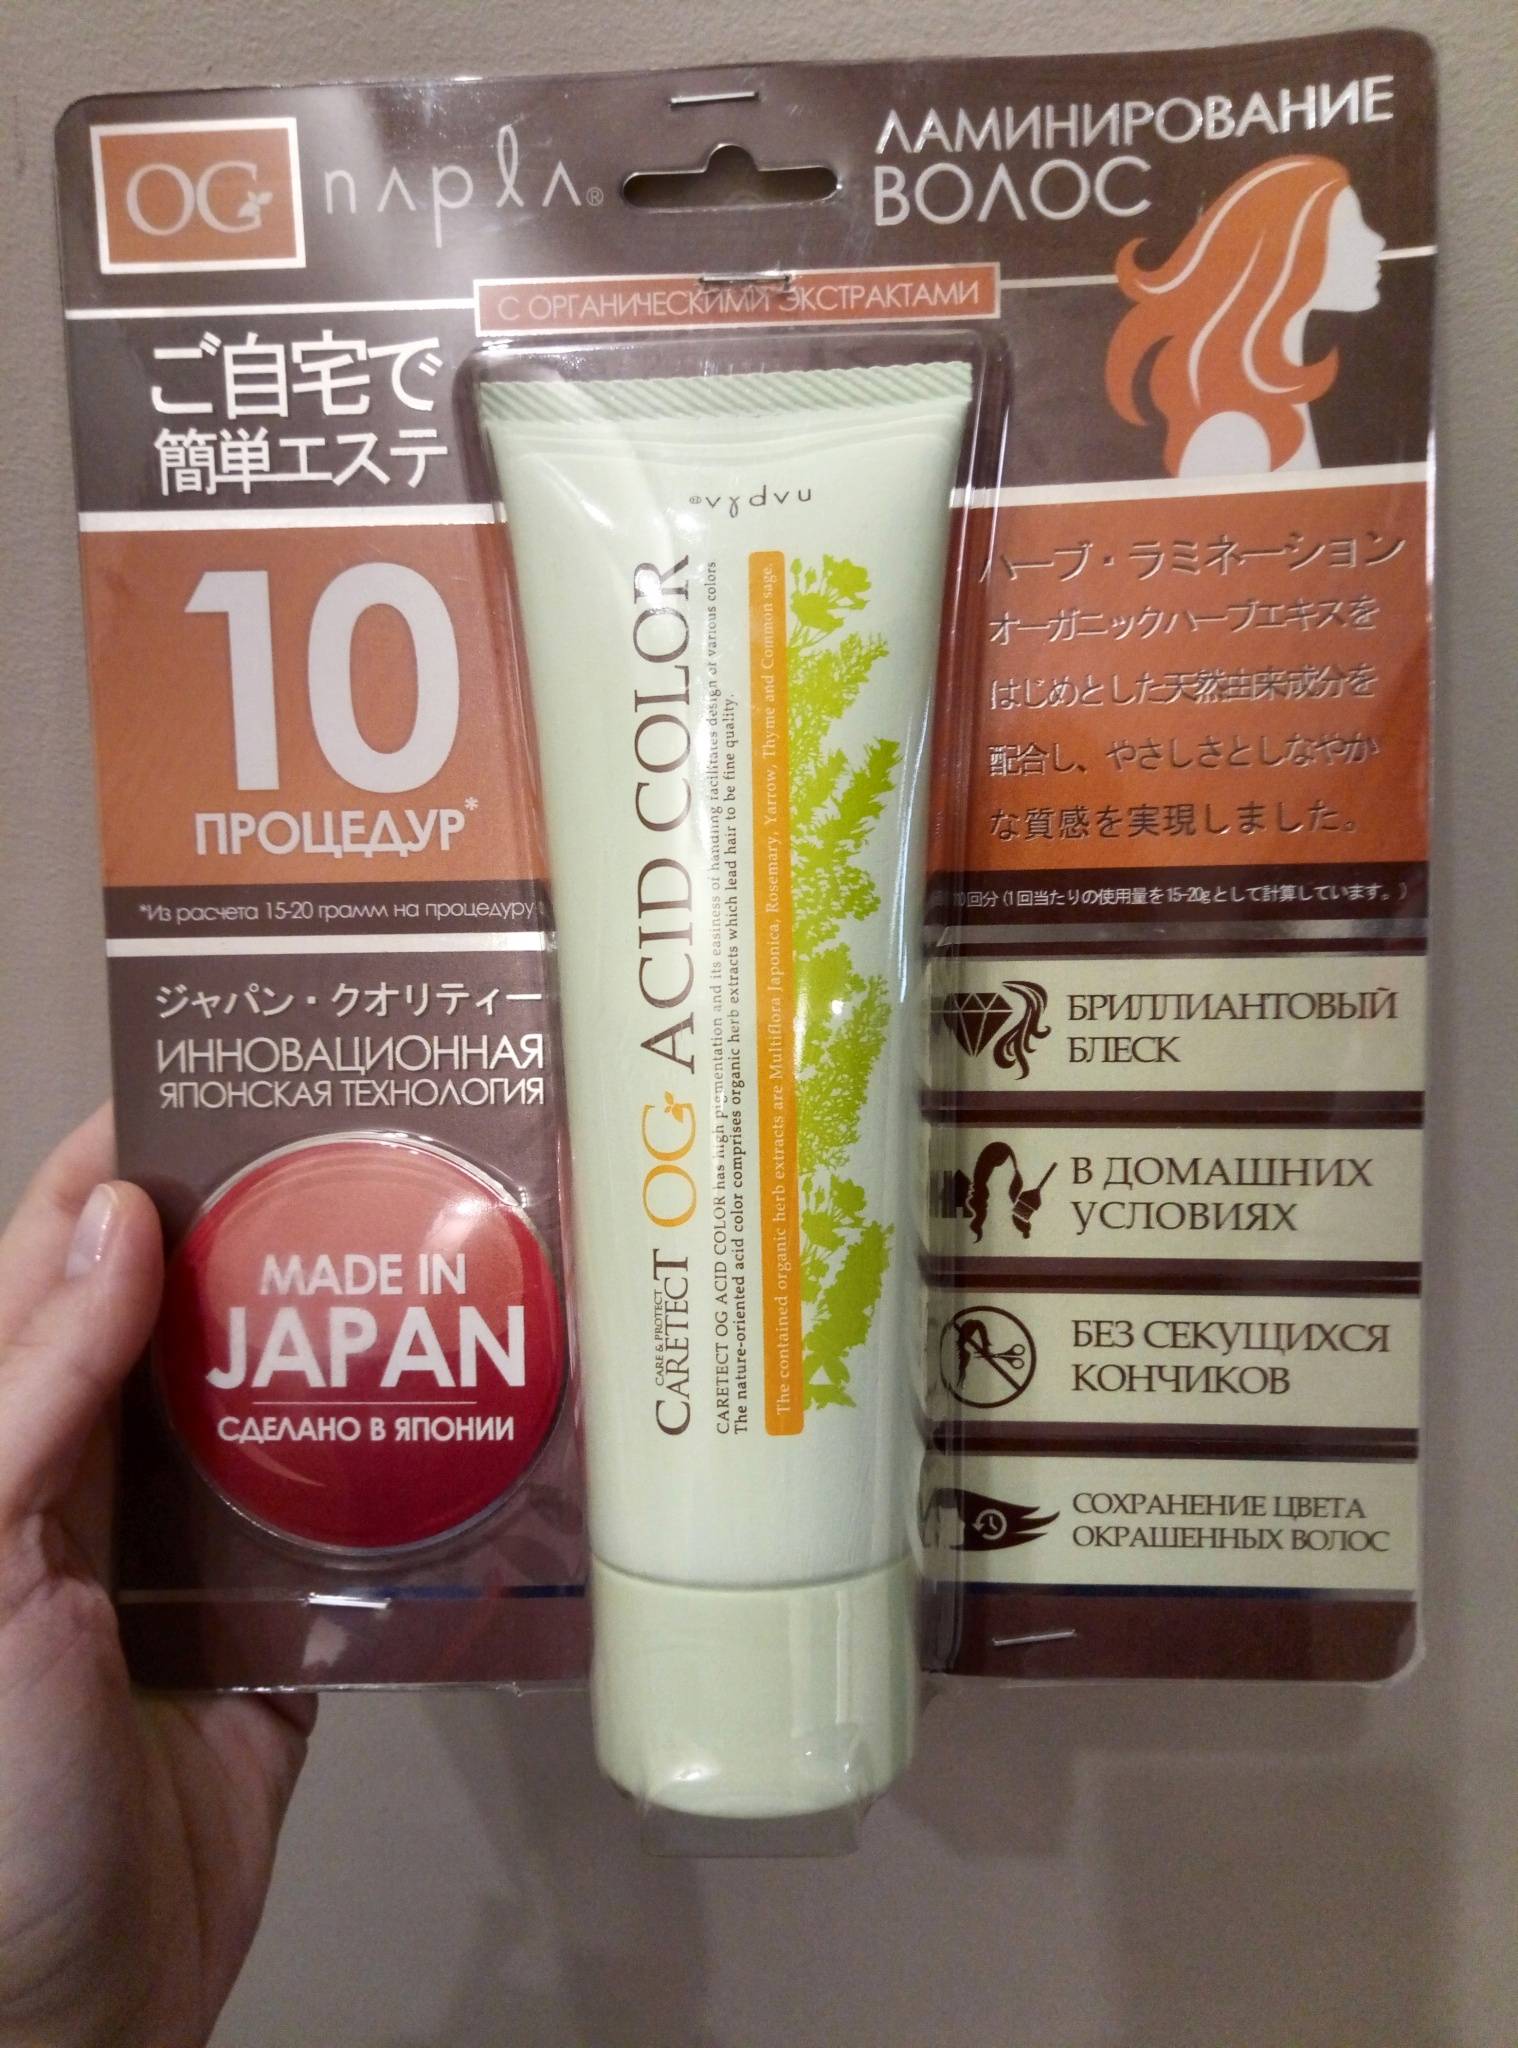 OG napla®
ЛАМИНИРОВАНИЕ
ВОЛОС
С ОРГАНИЧЕСКИМИ ЭКСТРАКТАМИ
ご自宅で
簡単エステ
10
ПРОЦЕДУР*
*Из расчета 15-20 грамм на процедуру
ジャパン・クオリティー
ИННОВАЦИОННАЯ
ЯПОНСКАЯ ТЕХНОЛОГИЯ
MADE IN
JAPAN
СДЕЛАНО В ЯПОНИИ
napla®
CARE & PROTECT
CARETECT OG ACID COLOR
CARETECT OG ACID COLOR has high pigmentation and its easiness of handling facilitates design of various colors.
The nature-oriented acid color comprises organic herb extracts which lead hair to be fine quality.
The contained organic herb extracts are Multiflora Japonica, Rosemary, Yarrow, Thyme and Common sage.
ハーブ・ラミネーション
オーガニックハーブエキスを
はじめとした天然由来成分を
配合し、やさしさとしなやか
な質感を実現しました。
10回分（1回当たりの使用量を15-20gとして計算しています。）
БРИЛЛИАНТОВЫЙ
БЛЕСК
В ДОМАШНИХ
УСЛОВИЯХ
БЕЗ СЕКУЩИХСЯ
КОНЧИКОВ
СОХРАНЕНИЕ ЦВЕТА
ОКРАШЕННЫХ ВОЛОС